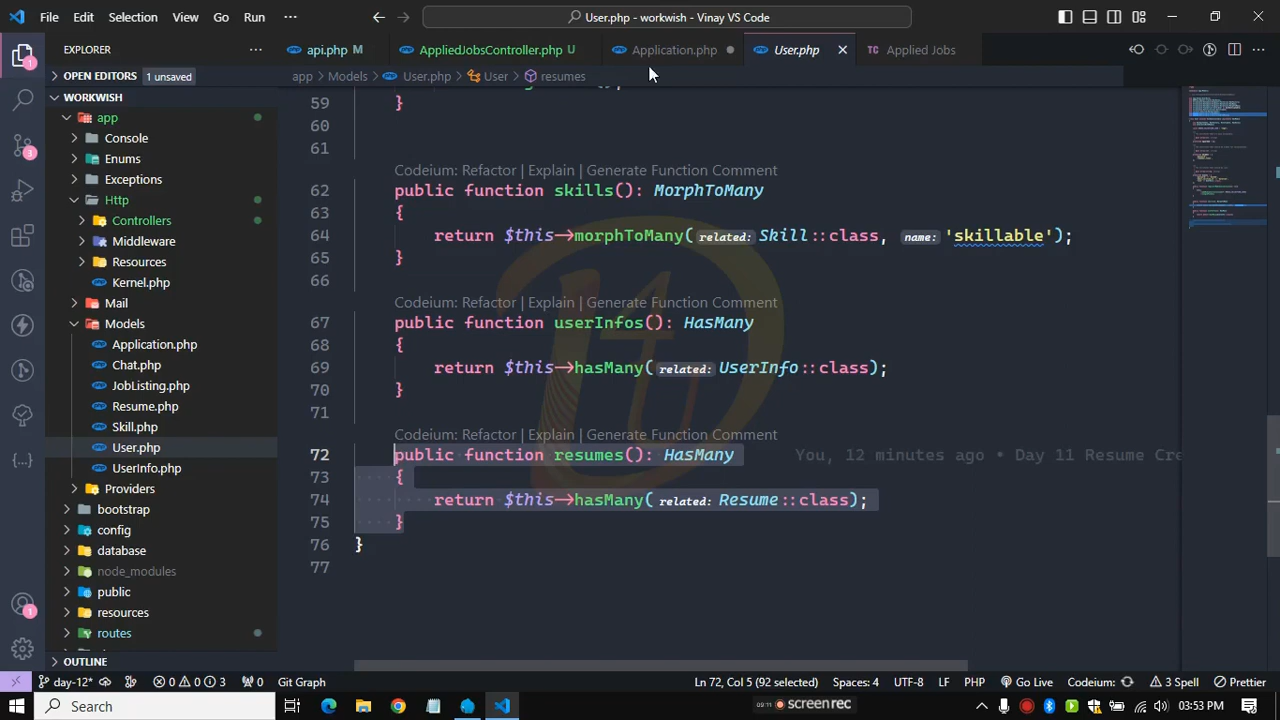 File Edit Selection View Go Run ···
User.php - workwish - Vinay VS Code
EXPLORER
api.php M
AppliedJobsController.php U
Application.php
User.php
Applied Jobs
OPEN EDITORS 1 unsaved
app > Models > User.php > User > resumes
WORKWISH
app
Console
Enums
Exceptions
Http
Controllers
Middleware
Resources
Kernel.php
Mail
Models
Application.php
Chat.php
JobListing.php
Resume.php
Skill.php
User.php
UserInfo.php
Providers
bootstrap
config
database
node_modules
public
resources
routes
OUTLINE
59 }
60
61
Codeium: Refactor | Explain | Generate Function Comment
62 public function skills(): MorphToMany
63 {
64 return $this->morphToMany(related: Skill::class, name: 'skillable');
65 }
66
Codeium: Refactor | Explain | Generate Function Comment
67 public function userInfos(): HasMany
68 {
69 return $this->hasMany(related: UserInfo::class);
70 }
71
Codeium: Refactor | Explain | Generate Function Comment
72 public function resumes(): HasMany You, 12 minutes ago • Day 11 Resume Cre
73 {
74 return $this->hasMany(related: Resume::class);
75 }
76 }
77
day-12* 0 0 3 0 Git Graph Ln 72, Col 5 (92 selected) Spaces: 4 UTF-8 LF PHP Go Live Codeium: 3 Spell Prettier
Search
09:11 screenrec
03:53 PM
1
3
1